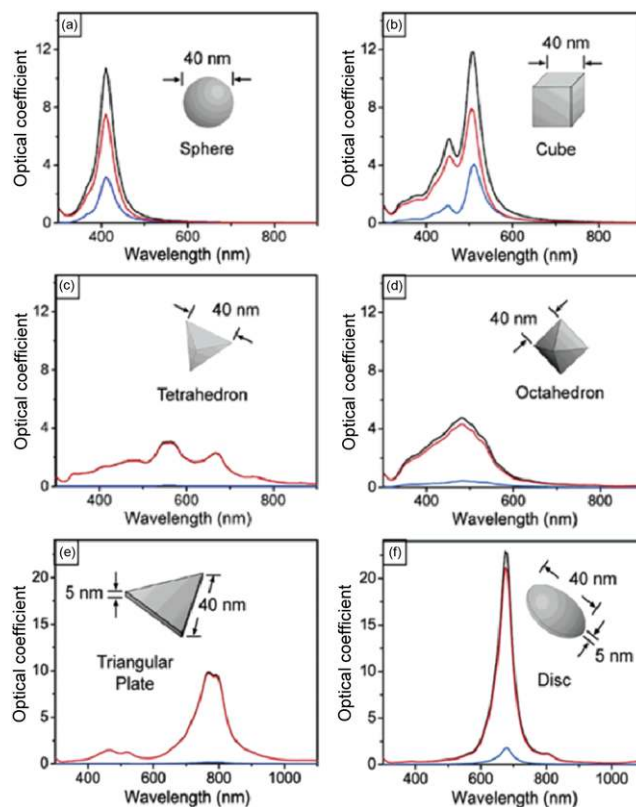 (a)
40 nm
Sphere
Optical coefficient
12
8
4
0
400 600 800
Wavelength (nm)
(b)
40 nm
Cube
Optical coefficient
12
8
4
0
400 600 800
Wavelength (nm)
(c)
40 nm
Tetrahedron
Optical coefficient
12
8
4
0
400 600 800
Wavelength (nm)
(d)
40 nm
Octahedron
Optical coefficient
12
8
4
0
400 600 800
Wavelength (nm)
(e)
5 nm
40 nm
Triangular
Plate
Optical coefficient
20
15
10
5
0
400 600 800 1000
Wavelength (nm)
(f)
40 nm
5 nm
Disc
Optical coefficient
20
15
10
5
0
400 600 800 1000
Wavelength (nm)